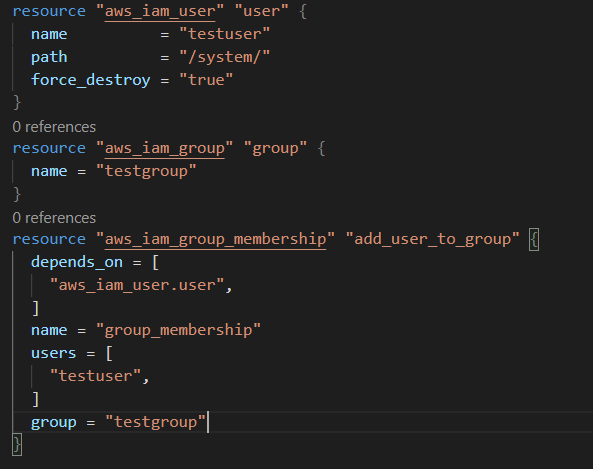 resource "aws_iam_user" "user" {
name = "testuser"
path = "/system/"
force_destroy = "true"
}
0 references
resource "aws_iam_group" "group" {
name = "testgroup"
}
0 references
resource "aws_iam_group_membership" "add_user_to_group" {
depends_on = [
"aws_iam_user.user",
]
name = "group_membership"
users = [
"testuser",
]
group = "testgroup"
}